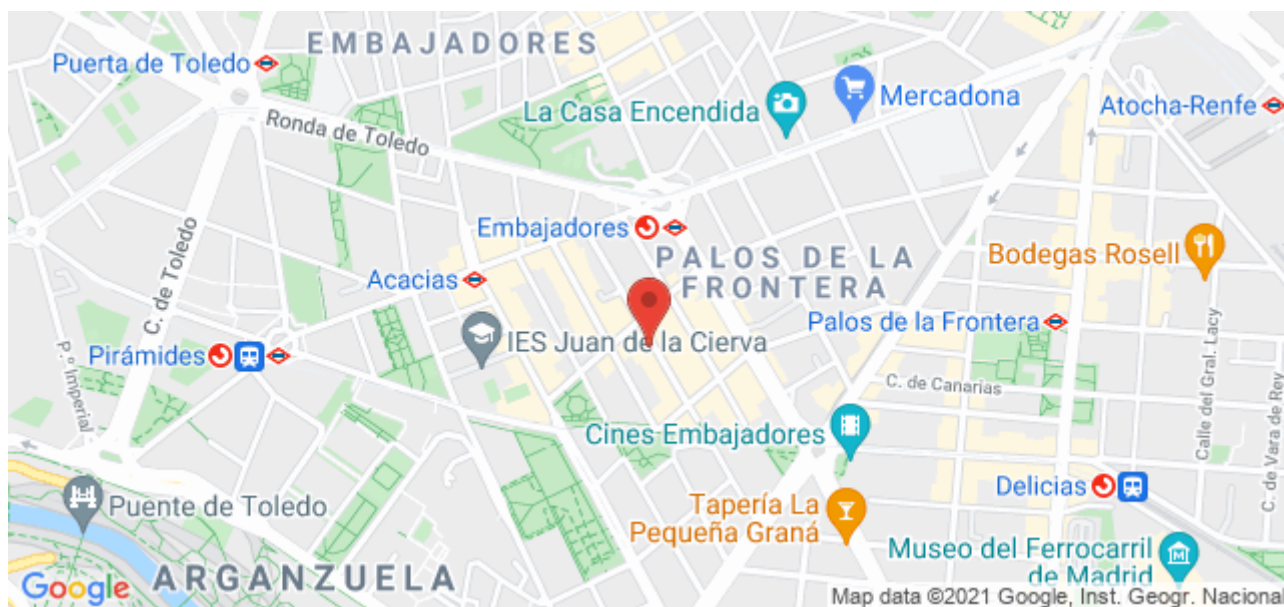 EMBAJADORES
Puerta de Toledo
Mercadona
La Casa Encendida
Atocha-Renfe
Ronda de Toledo
C. de Toledo
Embajadores
PALOS DE LA
FRONTERA
Bodegas Rosell
Acacias
Palos de la Frontera
IES Juan de la Cierva
Pirámides
P.º Imperial
C. de Canarias
Calle del Gral. Lacy
C. de Vara de Rey
Cines Embajadores
Delicias
Puente de Toledo
Tapería La
Pequeña Graná
Museo del Ferrocarril
de Madrid
ARGANZUELA
Google
Map data ©2021 Google, Inst. Geogr. Naciona